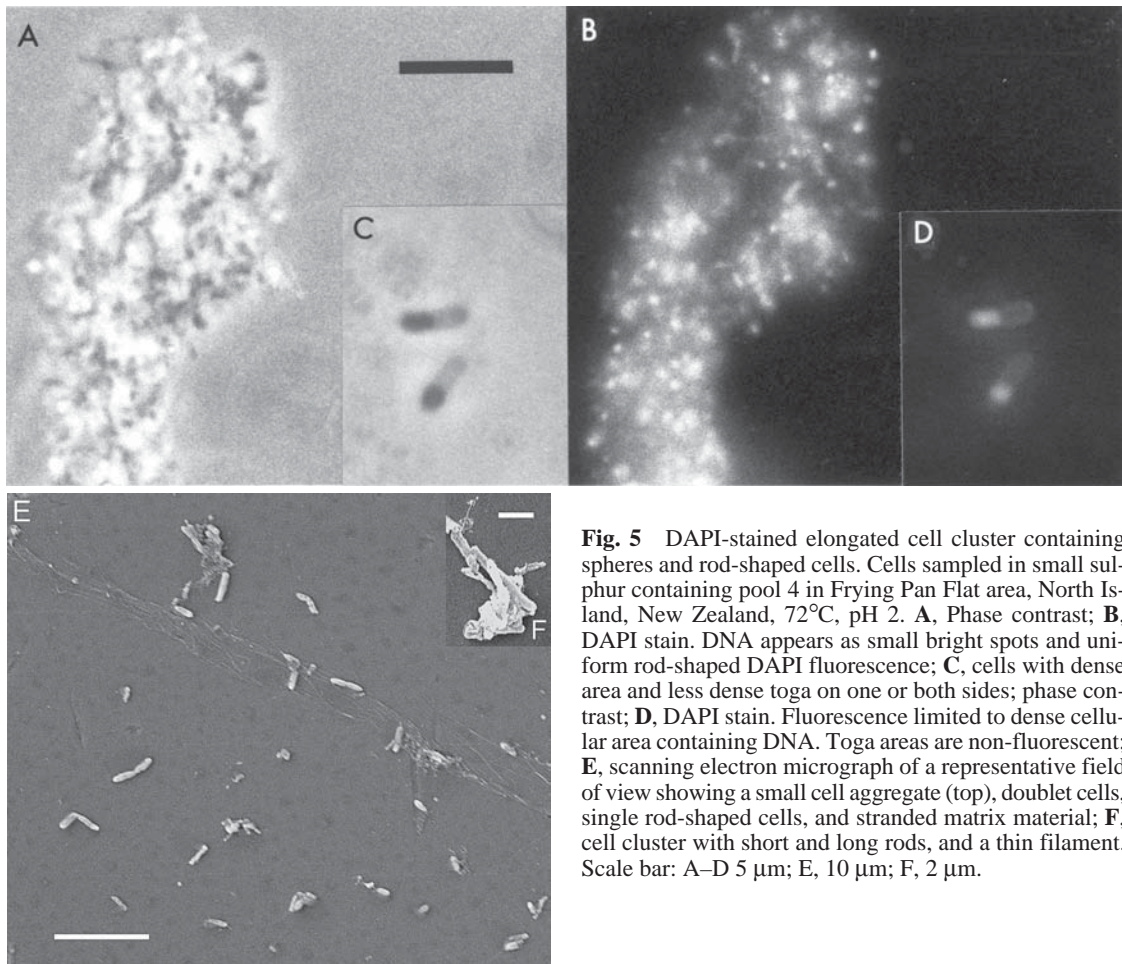 A
B
C
D
E
F
Fig. 5 DAPI-stained elongated cell cluster containing
spheres and rod-shaped cells. Cells sampled in small sul-
phur containing pool 4 in Frying Pan Flat area, North Is-
land, New Zealand, 72°C, pH 2. A, Phase contrast; B,
DAPI stain. DNA appears as small bright spots and uni-
form rod-shaped DAPI fluorescence; C, cells with dense
area and less dense toga on one or both sides; phase con-
trast; D, DAPI stain. Fluorescence limited to dense cellu-
lar area containing DNA. Toga areas are non-fluorescent;
E, scanning electron micrograph of a representative field
of view showing a small cell aggregate (top), doublet cells,
single rod-shaped cells, and stranded matrix material; F,
cell cluster with short and long rods, and a thin filament.
Scale bar: A–D 5 μm; E, 10 μm; F, 2 μm.